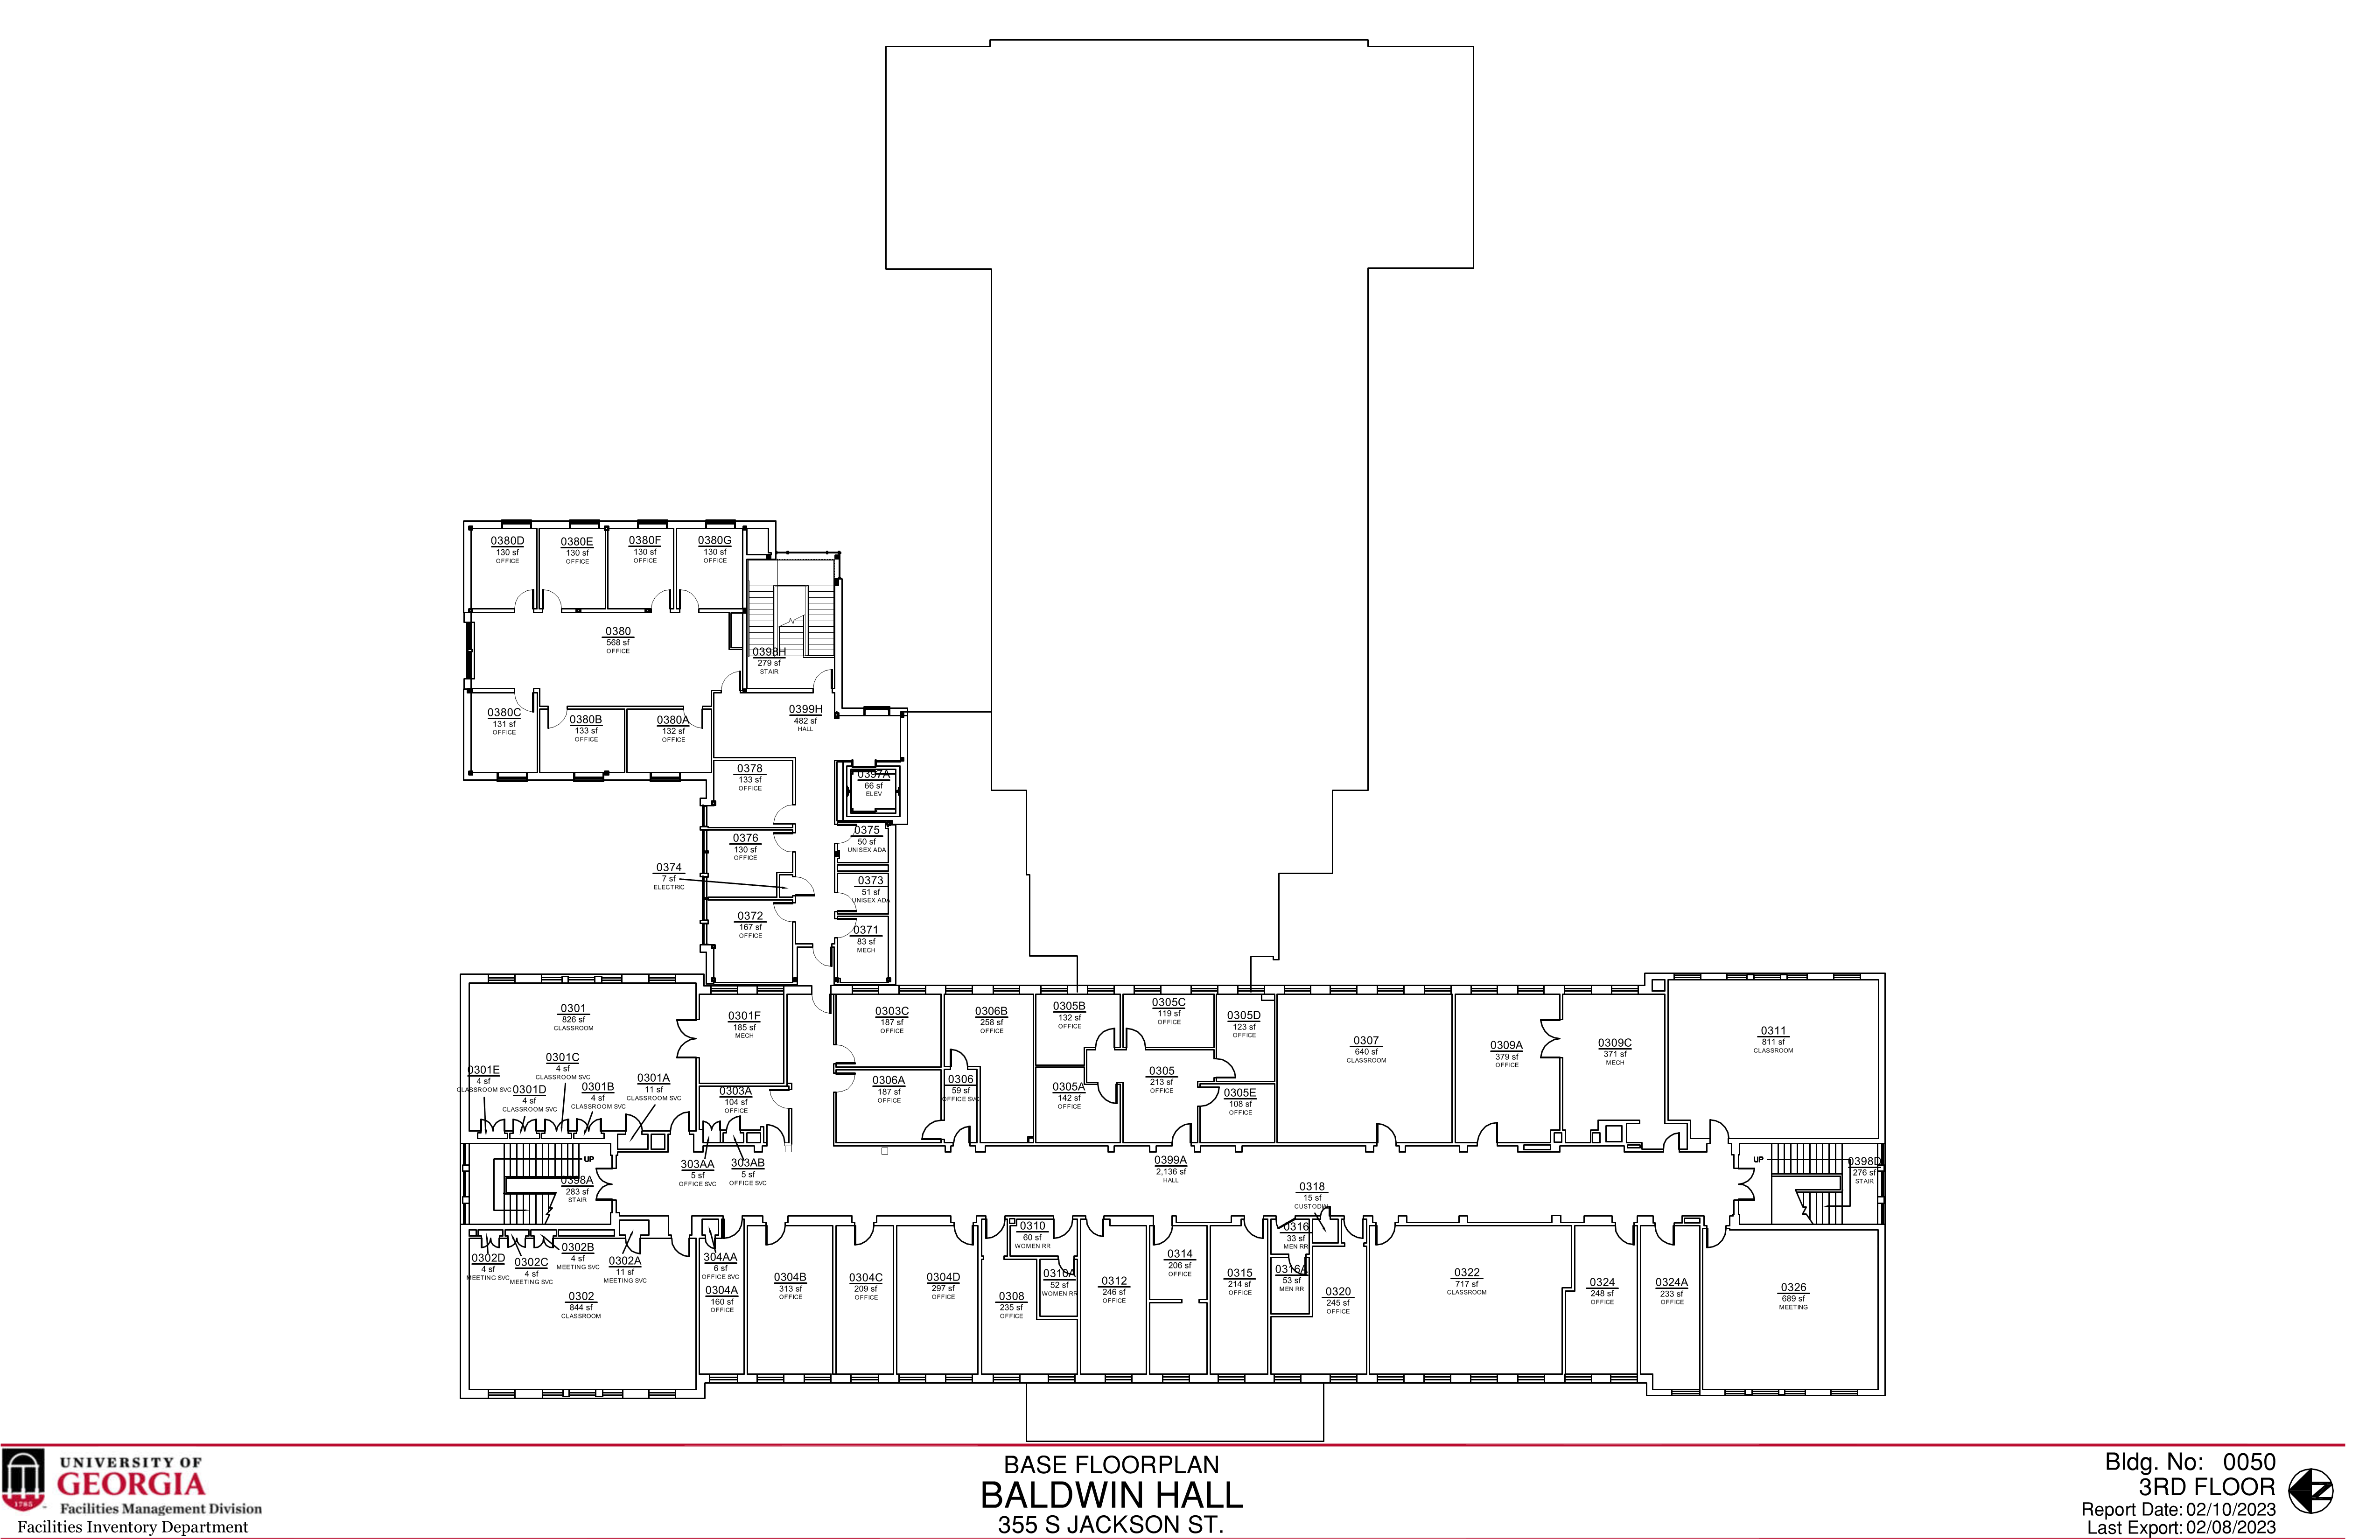 0380D
130 sf
OFFICE
0380E
130 sf
OFFICE
0380F
130 sf
OFFICE
0380G
130 sf
OFFICE
0380
568 sf
OFFICE
0398H
279 sf
STAIR
0380C
131 sf
OFFICE
0380B
133 sf
OFFICE
0380A
132 sf
OFFICE
0399H
482 sf
HALL
0378
133 sf
OFFICE
0397A
66 sf
ELEV
0376
130 sf
OFFICE
0375
50 sf
UNISEX ADA
0374
7 sf
ELECTRIC
0373
51 sf
UNISEX ADA
0372
167 sf
OFFICE
0371
83 sf
MECH
0301
826 sf
CLASSROOM
0301F
185 sf
MECH
0303C
187 sf
OFFICE
0306B
258 sf
OFFICE
0305B
132 sf
OFFICE
0305C
119 sf
OFFICE
0305D
123 sf
OFFICE
0307
640 sf
CLASSROOM
0309A
379 sf
OFFICE
0309C
371 sf
MECH
0311
811 sf
CLASSROOM
0301E
4 sf
CLASSROOM SVC
0301D
4 sf
CLASSROOM SVC
0301C
4 sf
CLASSROOM SVC
0301B
4 sf
CLASSROOM SVC
0301A
11 sf
CLASSROOM SVC
0303A
104 sf
OFFICE
0306A
187 sf
OFFICE
0306
59 sf
OFFICE SVC
0305A
142 sf
OFFICE
0305
213 sf
OFFICE
0305E
108 sf
OFFICE
UP
0398A
283 sf
STAIR
303AA
5 sf
OFFICE SVC
303AB
5 sf
OFFICE SVC
0399A
2,136 sf
HALL
UP
0398D
276 sf
STAIR
0318
15 sf
CUSTODIN
0302D
4 sf
MEETING SVC
0302C
4 sf
MEETING SVC
0302B
4 sf
MEETING SVC
0302A
11 sf
MEETING SVC
0302
844 sf
CLASSROOM
304AA
6 sf
OFFICE SVC
0304A
160 sf
OFFICE
0304B
313 sf
OFFICE
0304C
209 sf
OFFICE
0304D
297 sf
OFFICE
0308
235 sf
OFFICE
0310
60 sf
WOMEN RR
0310A
52 sf
WOMEN RR
0312
246 sf
OFFICE
0314
206 sf
OFFICE
0315
214 sf
OFFICE
0316
33 sf
MEN RR
0316A
53 sf
MEN RR
0320
245 sf
OFFICE
0322
717 sf
CLASSROOM
0324
248 sf
OFFICE
0324A
233 sf
OFFICE
0326
689 sf
MEETING
1785
UNIVERSITY OF
GEORGIA
Facilities Management Division
Facilities Inventory Department
BASE FLOORPLAN
BALDWIN HALL
355 S JACKSON ST.
Bldg. No: 0050
3RD FLOOR
Report Date: 02/10/2023
Last Export: 02/08/2023
N